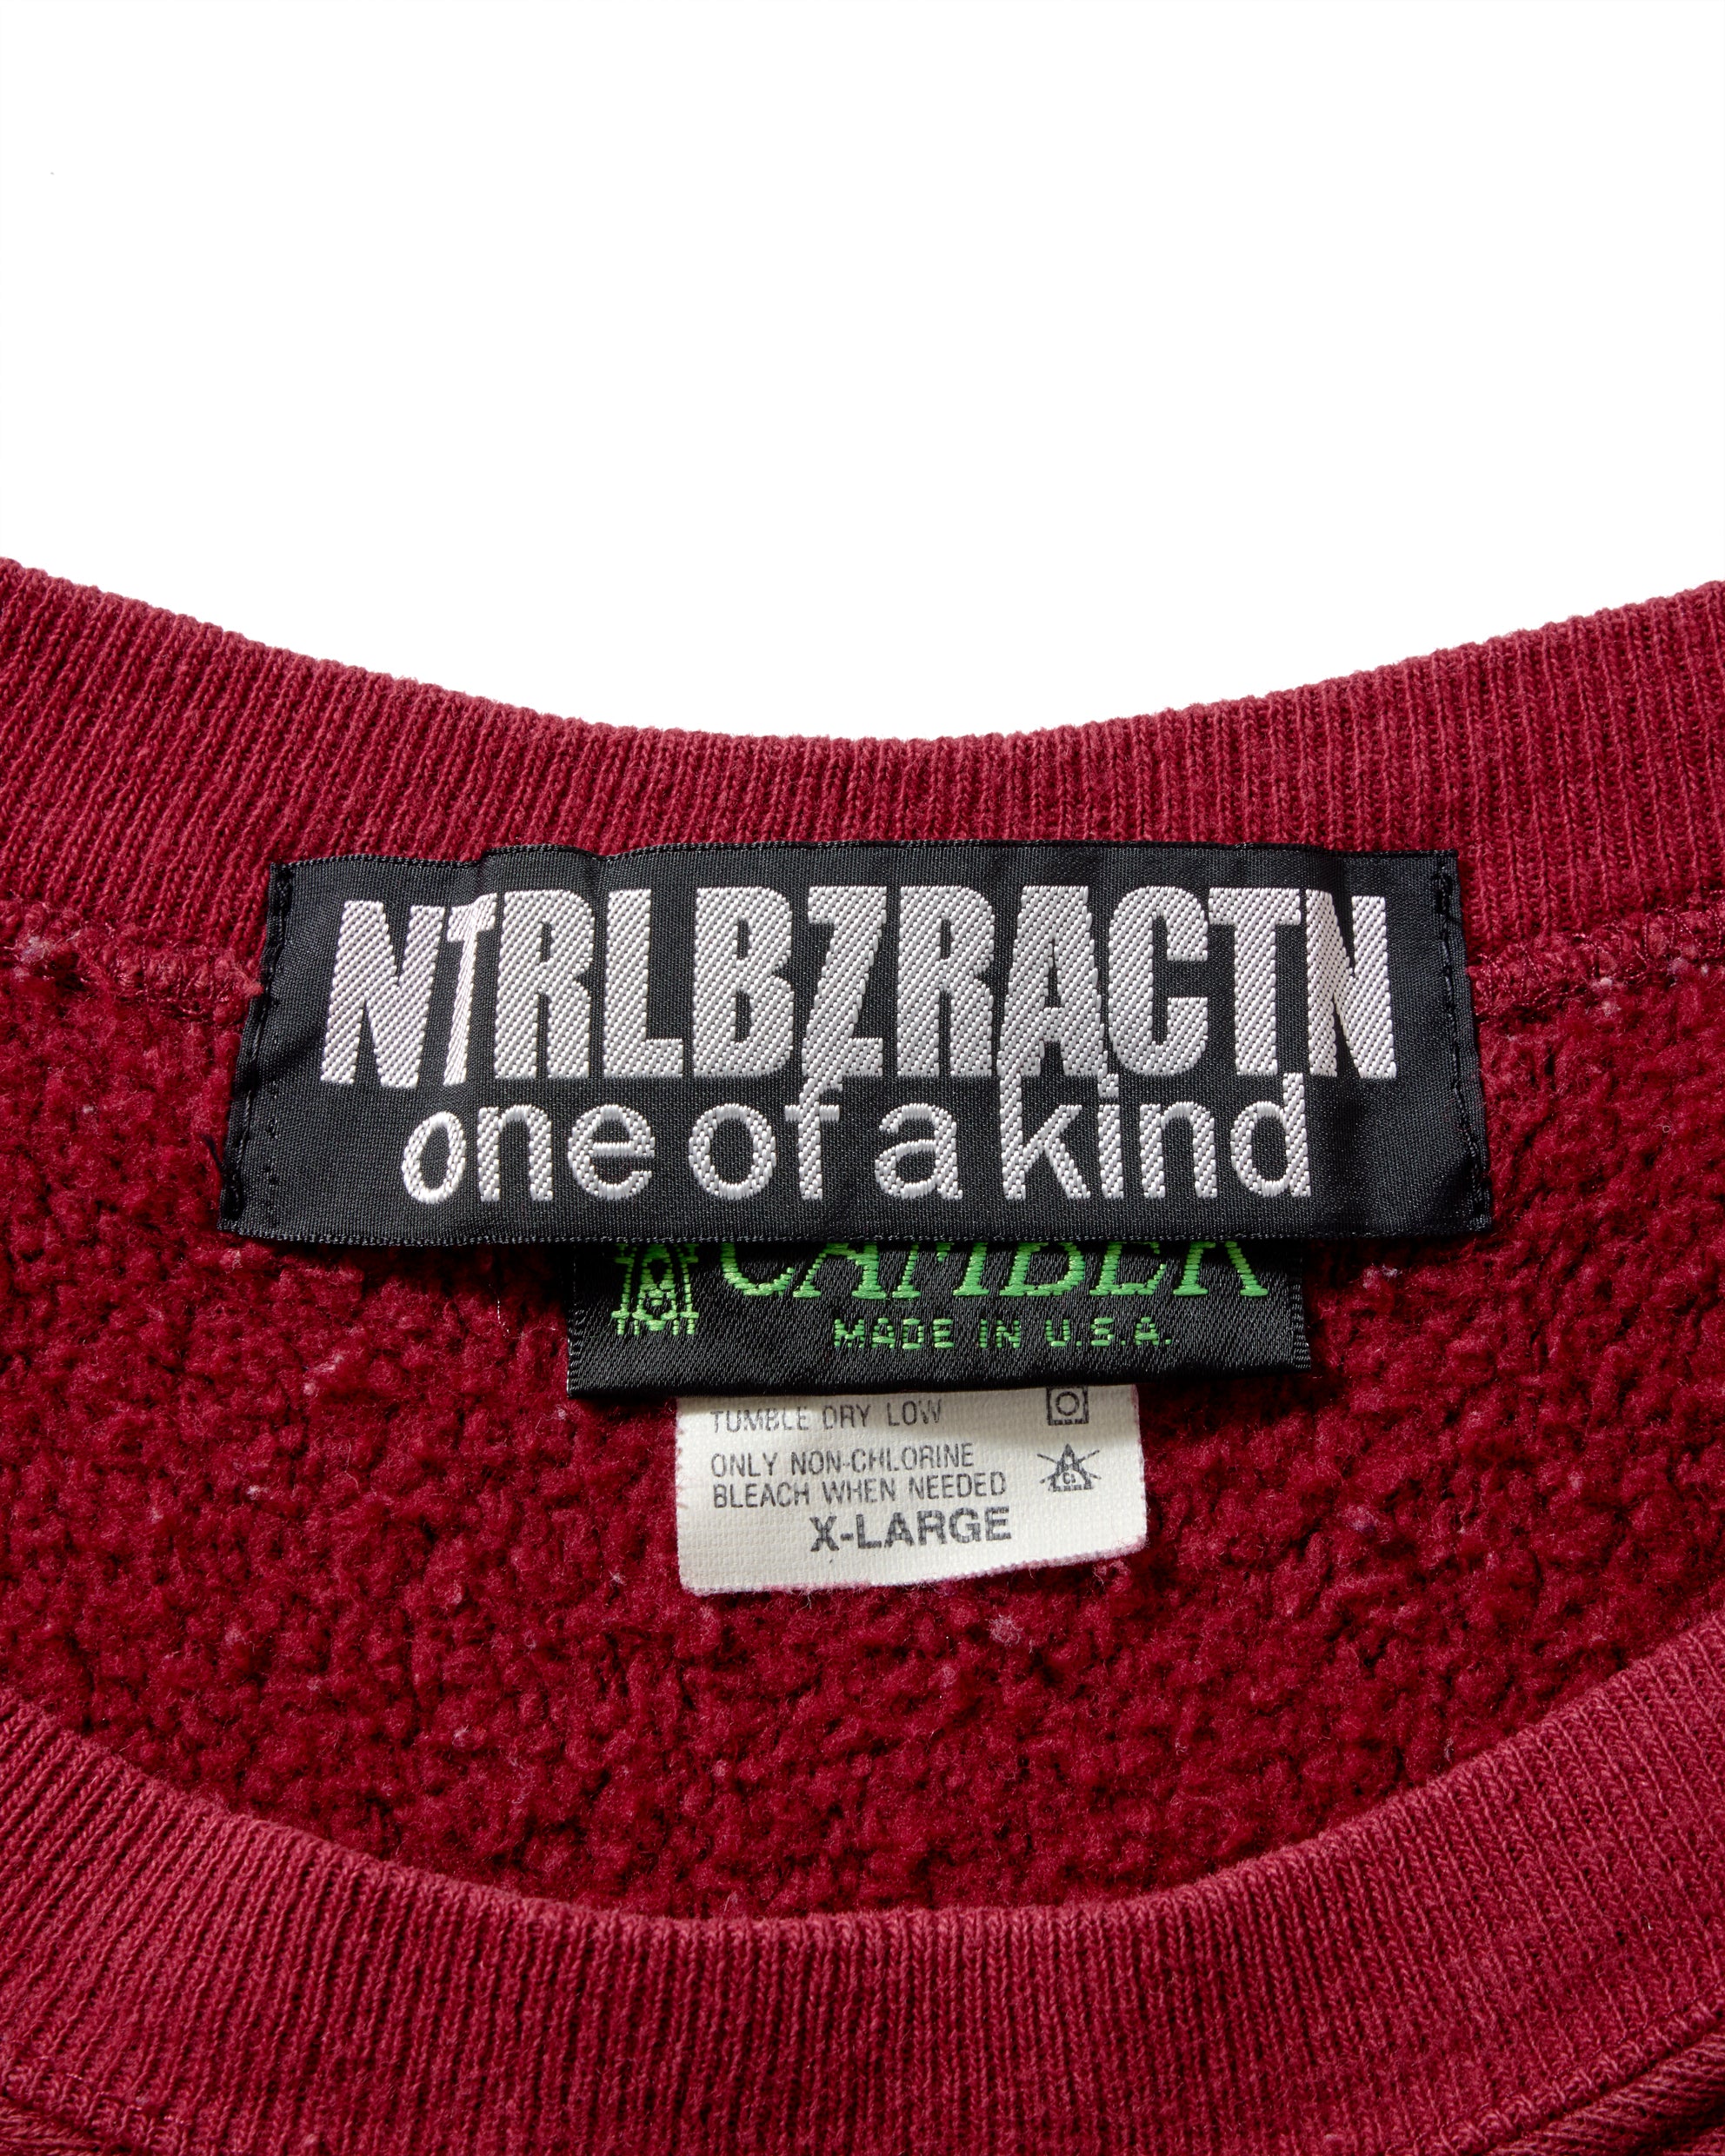 NTRLBZRACTN
one of a kind
CAMBER
MADE IN U.S.A.
TUMBLE DRY LOW
ONLY NON-CHLORINE
BLEACH WHEN NEEDED
X-LARGE